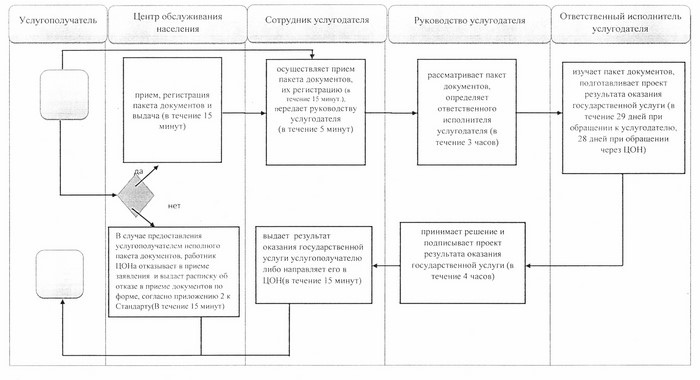 Услугополучатель
Центр обслуживания
населения
Сотрудник услугодателя
Руководство услугодателя
Ответственный исполнитель
услугодателя
прием, регистрация
пакета документов и
выдача (в течение 15
минут)
осуществляет прием
пакета документов,
их регистрацию (в
течение 15 минут.),
передает руководству
услугодателя
(в течение 5 минут)
рассматривает пакет
документов,
определяет
ответственного
исполнителя
услугодателя (в
течение 3 часов)
изучает пакет документов,
подготавливает проект
результата оказания
государственной услуги (в
течение 29 дней при
обращении к услугодателю,
28 дней при обращении
через ЦОН)
да
нет
В случае предоставления
услугополучателем неполного
пакета документов, работник
ЦОНа отказывает в приеме
заявления и выдает расписку об
отказе в приеме документов по
форме, согласно приложению 2 к
Стандарту(В течение 15 минут)
выдает результат
оказания государственной
услуги услугополучателю
либо направляет его в
ЦОН(в течение 15 минут)
принимает решение и
подписывает проект
результата оказания
государственной услуги (в
течение 4 часов)